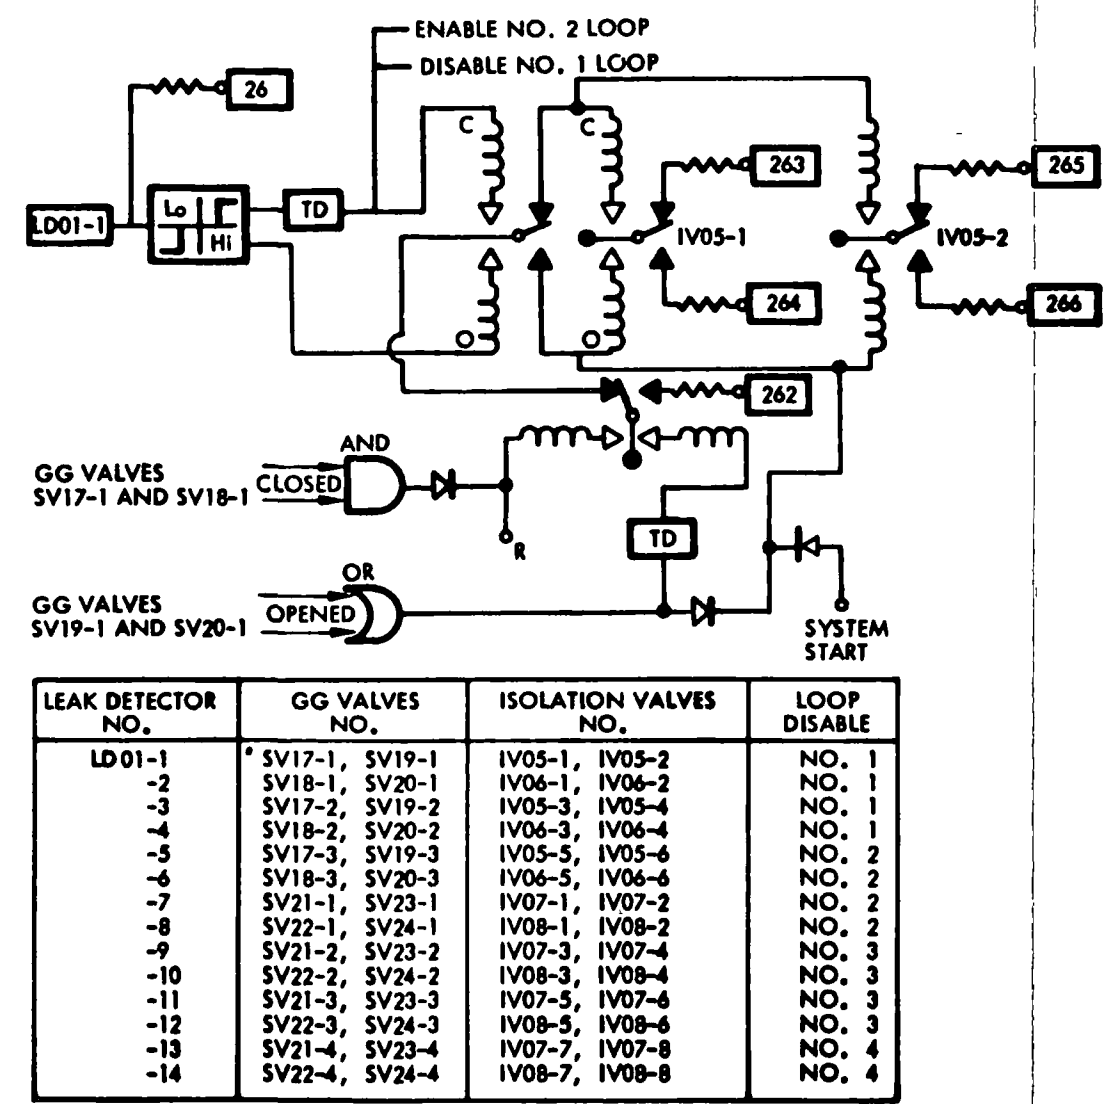 ENABLE NO. 2 LOOP
DISABLE NO. 1 LOOP
26
C
C
263
265
LD01-1
Lo
Hi
TD
IV05-1
IV05-2
264
266
O
O
262
AND
GG VALVES
SV17-1 AND SV18-1
CLOSED
R
TD
OR
GG VALVES
SV19-1 AND SV20-1
OPENED
SYSTEM
START
LEAK DETECTOR NO. GG VALVES NO. ISOLATION VALVES NO. LOOP DISABLE
LD01-1 SV17-1, SV19-1 IV05-1, IV05-2 NO. 1
-2 SV18-1, SV20-1 IV06-1, IV06-2 NO. 1
-3 SV17-2, SV19-2 IV05-3, IV05-4 NO. 1
-4 SV18-2, SV20-2 IV06-3, IV06-4 NO. 1
-5 SV17-3, SV19-3 IV05-5, IV05-6 NO. 2
-6 SV18-3, SV20-3 IV06-5, IV06-6 NO. 2
-7 SV21-1, SV23-1 IV07-1, IV07-2 NO. 2
-8 SV22-1, SV24-1 IV08-1, IV08-2 NO. 2
-9 SV21-2, SV23-2 IV07-3, IV07-4 NO. 3
-10 SV22-2, SV24-2 IV08-3, IV08-4 NO. 3
-11 SV21-3, SV23-3 IV07-5, IV07-6 NO. 3
-12 SV22-3, SV24-3 IV08-5, IV08-6 NO. 3
-13 SV21-4, SV23-4 IV07-7, IV07-8 NO. 4
-14 SV22-4, SV24-4 IV08-7, IV08-8 NO. 4